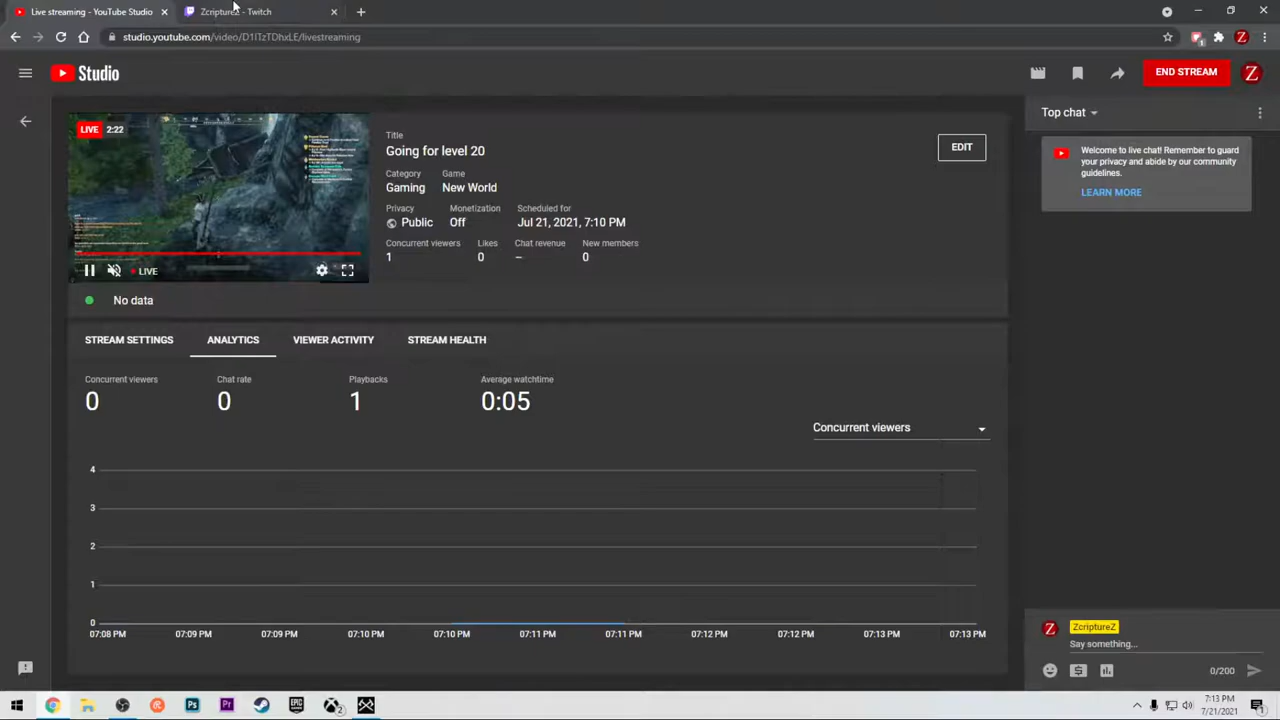 Live streaming - YouTube Studio
ZcriptureZ - Twitch
studio.youtube.com/video/D1ITzTDhxLE/livestreaming
Studio
END STREAM
Z
LIVE 2:22
LIVE
Title
Going for level 20
EDIT
Category Game
Gaming New World
Privacy Monetization Scheduled for
Public Off Jul 21, 2021, 7:10 PM
Concurrent viewers Likes Chat revenue New members
1 0 – 0
No data
STREAM SETTINGS ANALYTICS VIEWER ACTIVITY STREAM HEALTH
Concurrent viewers Chat rate Playbacks Average watchtime
0 0 1 0:05
Concurrent viewers
4
3
2
1
0
07:08 PM 07:09 PM 07:09 PM 07:10 PM 07:10 PM 07:11 PM 07:11 PM 07:12 PM 07:12 PM 07:13 PM 07:13 PM
Top chat
Welcome to live chat! Remember to guard
your privacy and abide by our community
guidelines.
LEARN MORE
Z ZcriptureZ
Say something...
0/200
7:13 PM
7/21/2021